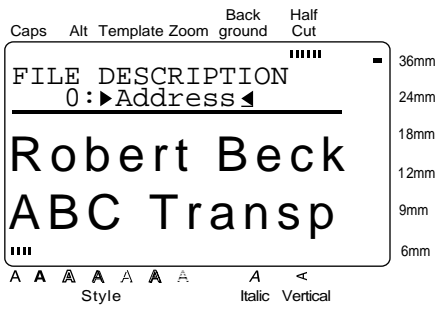 Back Half
Caps Alt Template Zoom ground Cut
36mm
FILE DESCRIPTION
0:▶Address◀
24mm
18mm
Robert Beck
12mm
ABC Transp
9mm
6mm
A A A A A A A A A
Style Italic Vertical